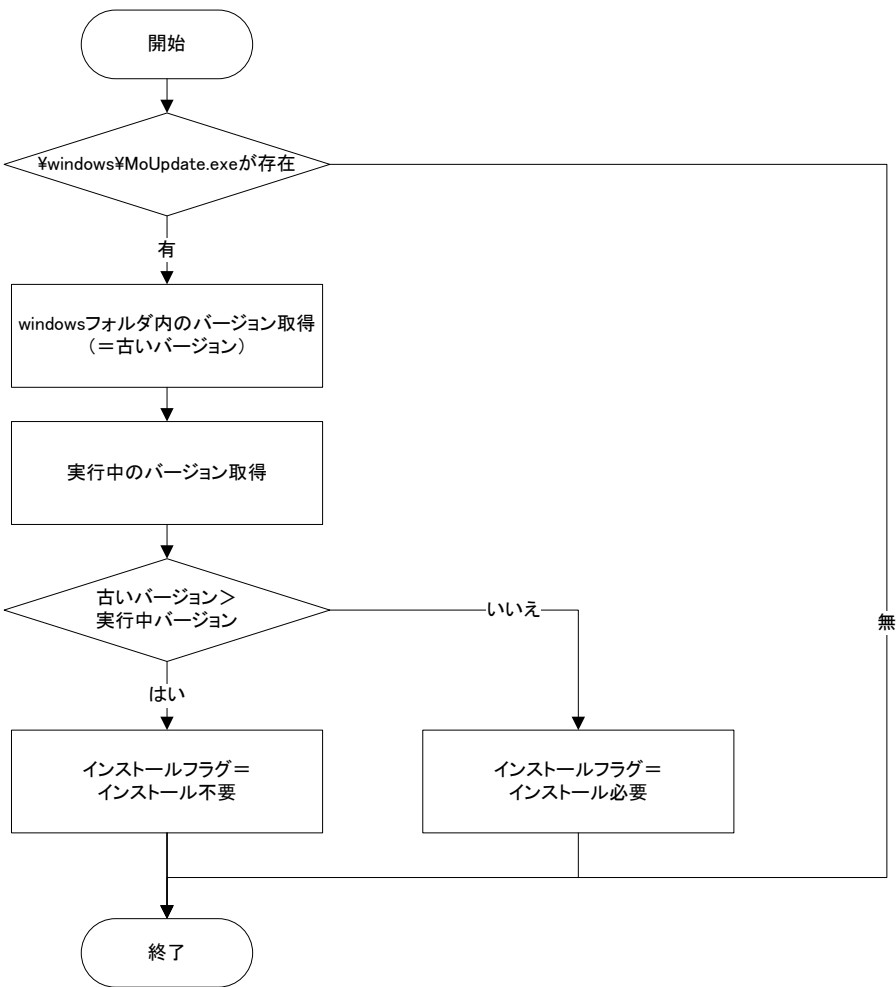 開始
¥windows¥MoUpdate.exeが存在
有
windowsフォルダ内のバージョン取得
(=古いバージョン)
実行中のバージョン取得
古いバージョン>
実行中バージョン
いいえ
無
はい
インストールフラグ=
インストール不要
インストールフラグ=
インストール必要
終了